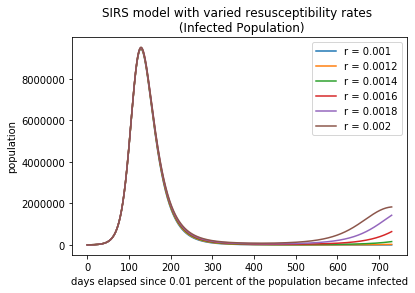 SIRS model with varied resusceptibility rates
(Infected Population)
r = 0.001
r = 0.0012
r = 0.0014
r = 0.0016
r = 0.0018
r = 0.002
8000000
6000000
4000000
2000000
0
population
0 100 200 300 400 500 600 700
days elapsed since 0.01 percent of the population became infected